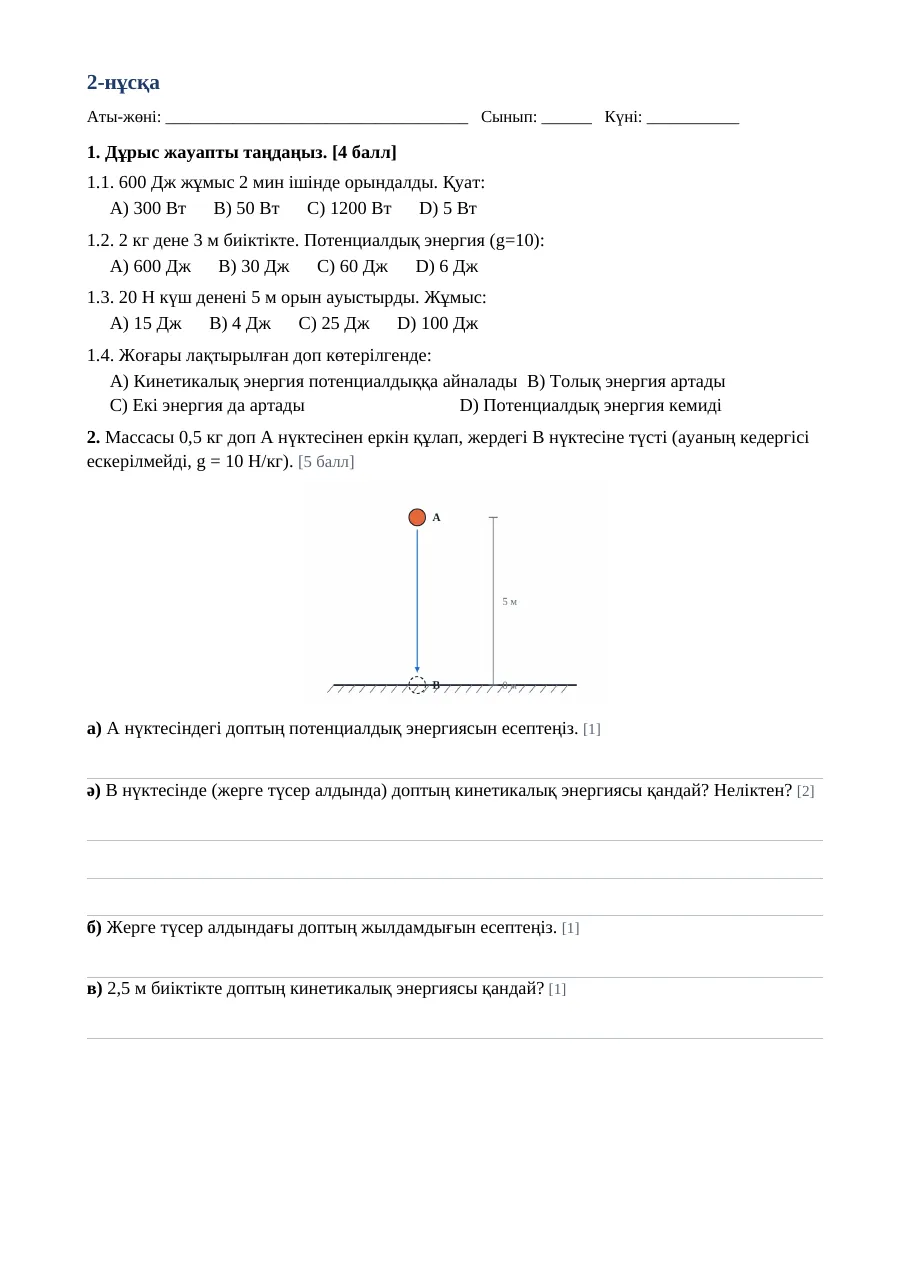 2-нұсқа
Аты-жөні: ____________________________________ Сынып: ______ Күні: ___________
1. Дұрыс жауапты таңдаңыз. [4 балл]
1.1. 600 Дж жұмыс 2 мин ішінде орындалды. Қуат:
A) 300 Вт B) 50 Вт C) 1200 Вт D) 5 Вт
1.2. 2 кг дене 3 м биіктікте. Потенциалдық энергия (g=10):
A) 600 Дж B) 30 Дж C) 60 Дж D) 6 Дж
1.3. 20 Н күш денені 5 м орын ауыстырды. Жұмыс:
A) 15 Дж B) 4 Дж C) 25 Дж D) 100 Дж
1.4. Жоғары лақтырылған доп көтерілгенде:
A) Кинетикалық энергия потенциалдыққа айналады B) Толық энергия артады
C) Екі энергия да артады D) Потенциалдық энергия кемиді
2. Массасы 0,5 кг доп А нүктесінен еркін құлап, жердегі В нүктесіне түсті (ауаның кедергісі
ескерілмейді, g = 10 Н/кг). [5 балл]
A
5 м
B
0 м
а) А нүктесіндегі доптың потенциалдық энергиясын есептеңіз. [1]
ә) В нүктесінде (жерге түсер алдында) доптың кинетикалық энергиясы қандай? Неліктен? [2]
б) Жерге түсер алдындағы доптың жылдамдығын есептеңіз. [1]
в) 2,5 м биіктікте доптың кинетикалық энергиясы қандай? [1]